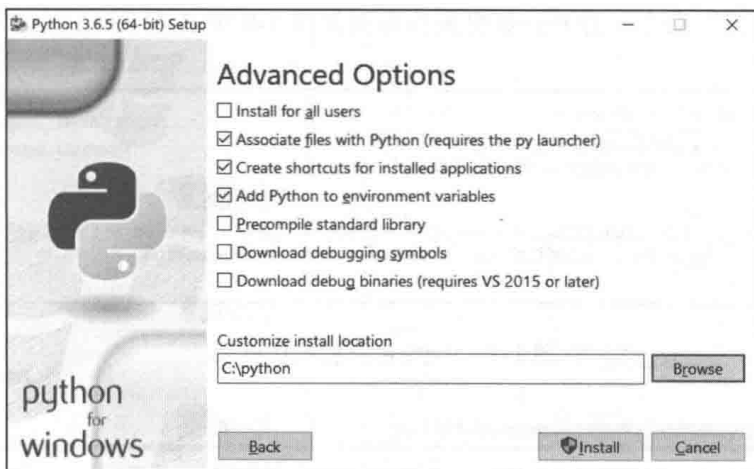 Python 3.6.5 (64-bit) Setup
Advanced Options
Install for all users
Associate files with Python (requires the py launcher)
Create shortcuts for installed applications
Add Python to environment variables
Precompile standard library
Download debugging symbols
Download debug binaries (requires VS 2015 or later)
Customize install location
C:\python
Browse
python
for
windows
Back
Install
Cancel